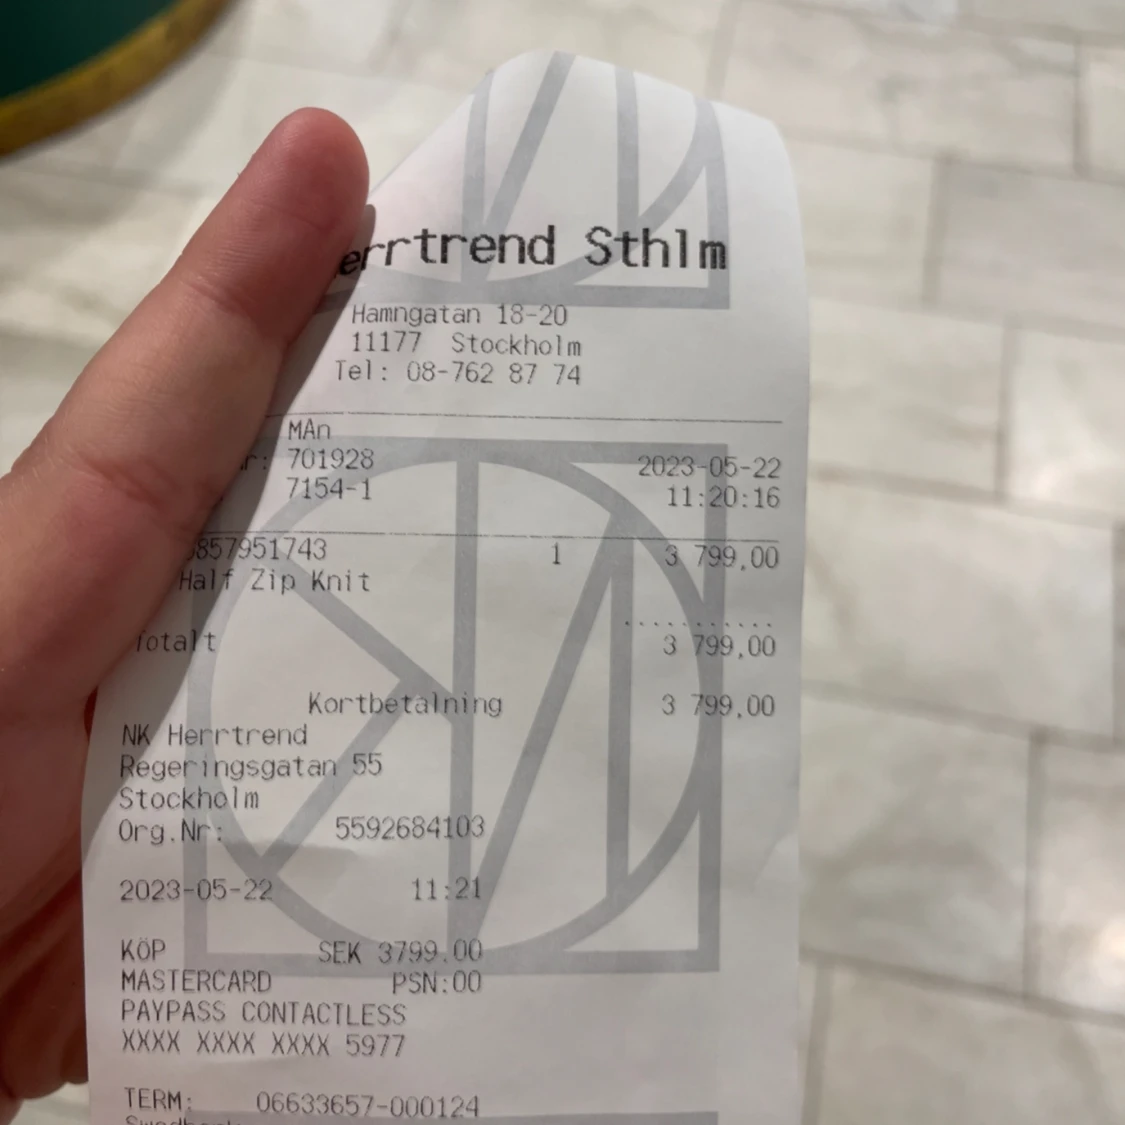 Sthlm
Hamngatan 18-20
11177 Stockholm
Tel: 08-762 87 74
MAn
701928 2023-05-22
7154-1 11:20:16
1 3 799,00
Half Zip Knit
Totalt 3 799,00
Kortbetalning 3 799,00
NK Herrtrend
Regeringsgatan 55
Stockholm
Org.Nr: 5592684103
2023-05-22 11:21
KÖP SEK 3799.00
MASTERCARD PSN:00
PAYPASS CONTACTLESS
XXXX XXXX XXXX 5977
TERM: 06633657-000124